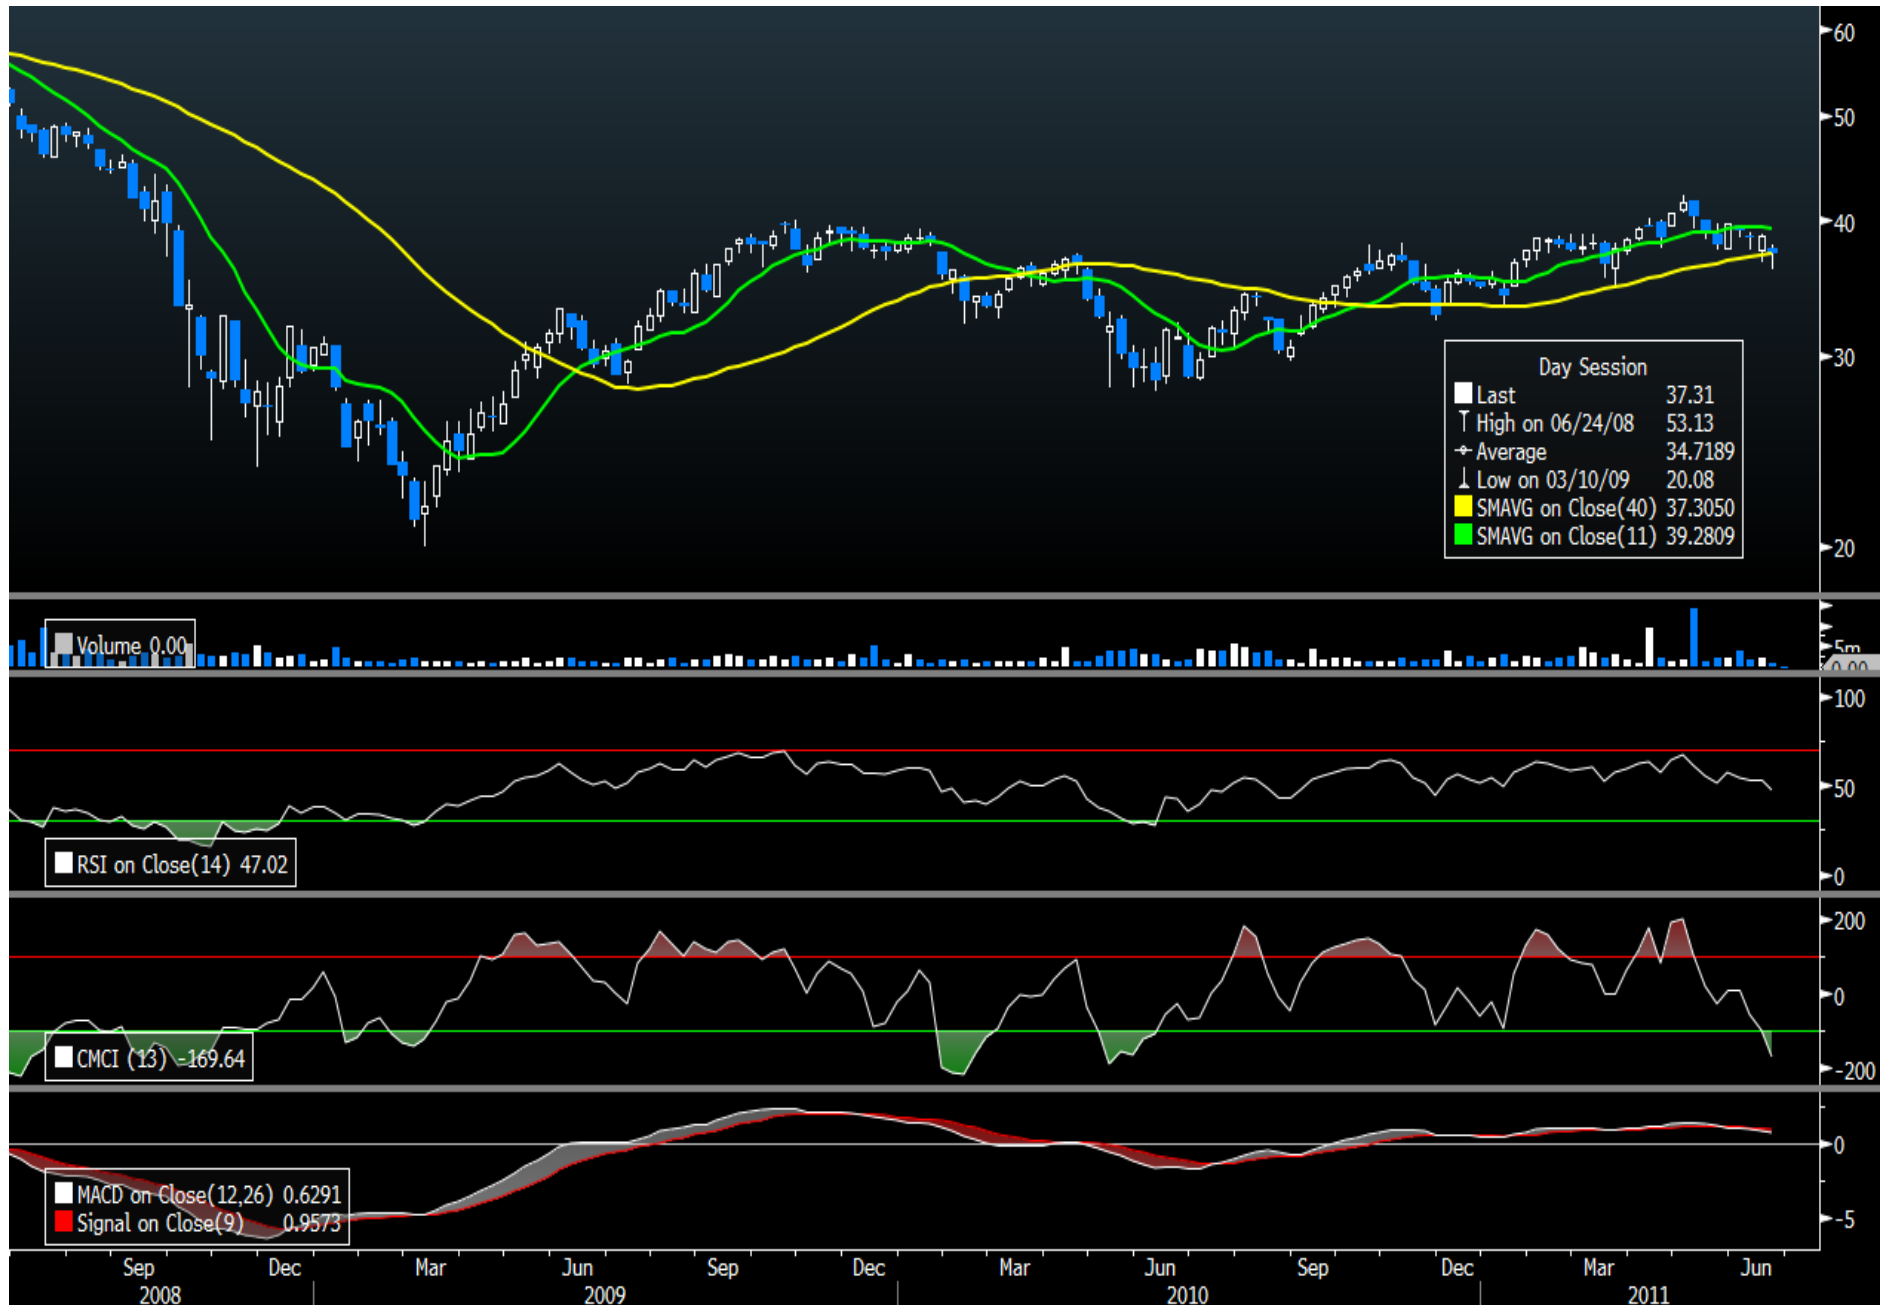 60
50
40
30
20
Day Session
Last 37.31
High on 06/24/08 53.13
Average 34.7189
Low on 03/10/09 20.08
SMAVG on Close(40) 37.3050
SMAVG on Close(11) 39.2809
Volume 0.00
5m
0.00
100
50
0
RSI on Close(14) 47.02
200
0
-200
CMCI (13) -169.64
0
-5
MACD on Close(12,26) 0.6291
Signal on Close(9) 0.9573
Sep Dec Mar Jun Sep Dec Mar Jun Sep Dec Mar Jun
2008 2009 2010 2011